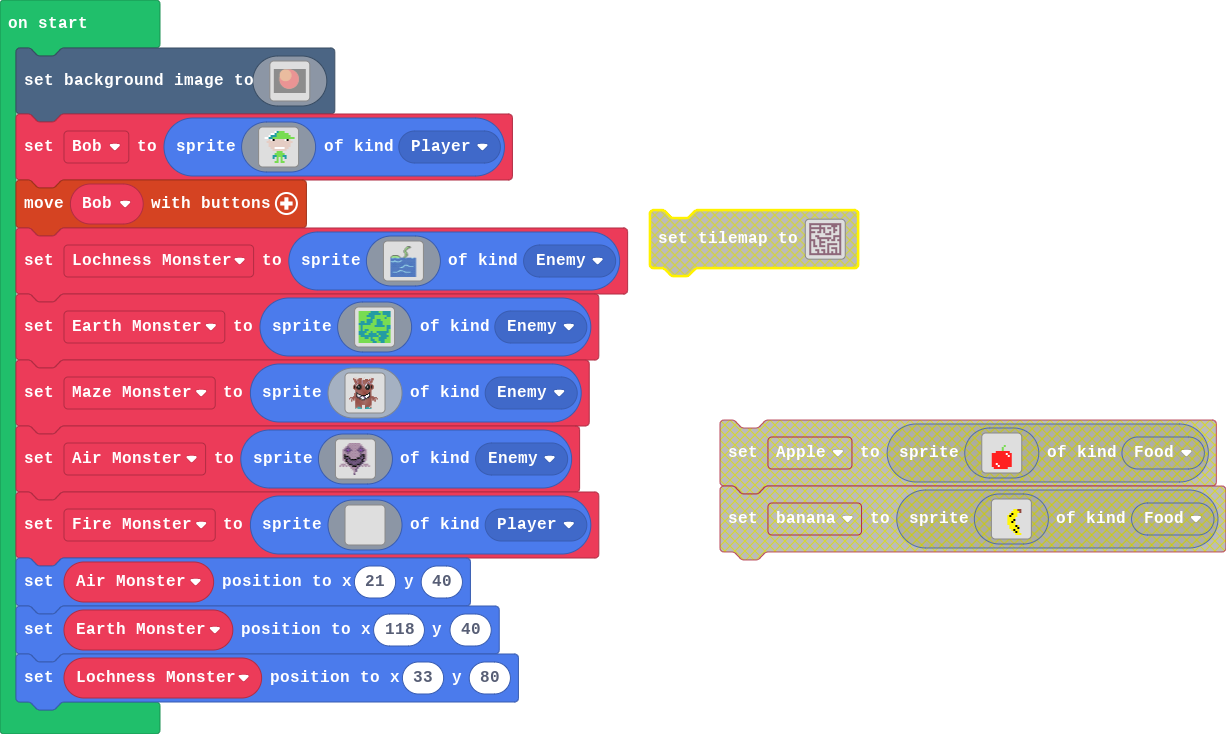 on start
set background image to
set Bob to sprite of kind Player
move Bob with buttons
set Lochness Monster to sprite of kind Enemy
set Earth Monster to sprite of kind Enemy
set Maze Monster to sprite of kind Enemy
set Air Monster to sprite of kind Enemy
set Fire Monster to sprite of kind Player
set Air Monster position to x 21 y 40
set Earth Monster position to x 118 y 40
set Lochness Monster position to x 33 y 80
set tilemap to
set Apple to sprite of kind Food
set banana to sprite of kind Food